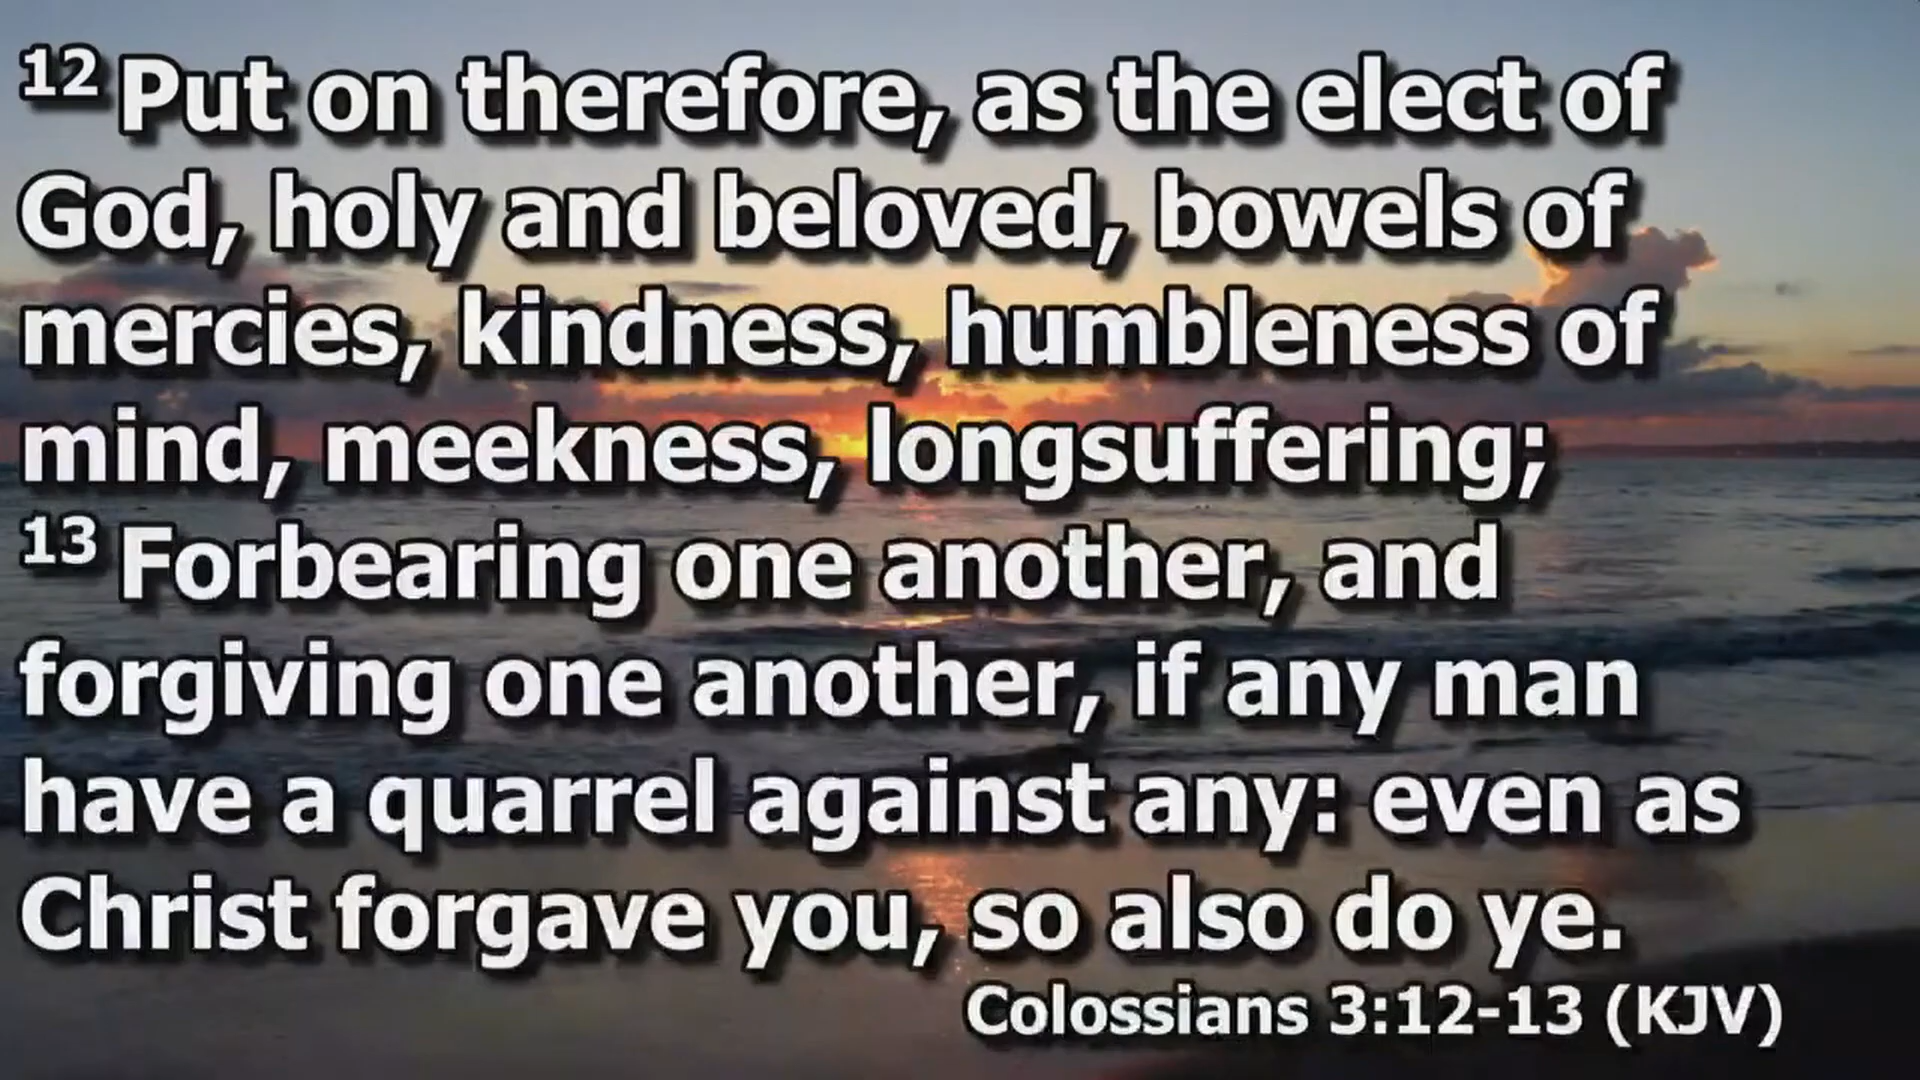 12 Put on therefore, as the elect of
God, holy and beloved, bowels of
mercies, kindness, humbleness of
mind, meekness, longsuffering;
13 Forbearing one another, and
forgiving one another, if any man
have a quarrel against any: even as
Christ forgave you, so also do ye.
Colossians 3:12-13 (KJV)